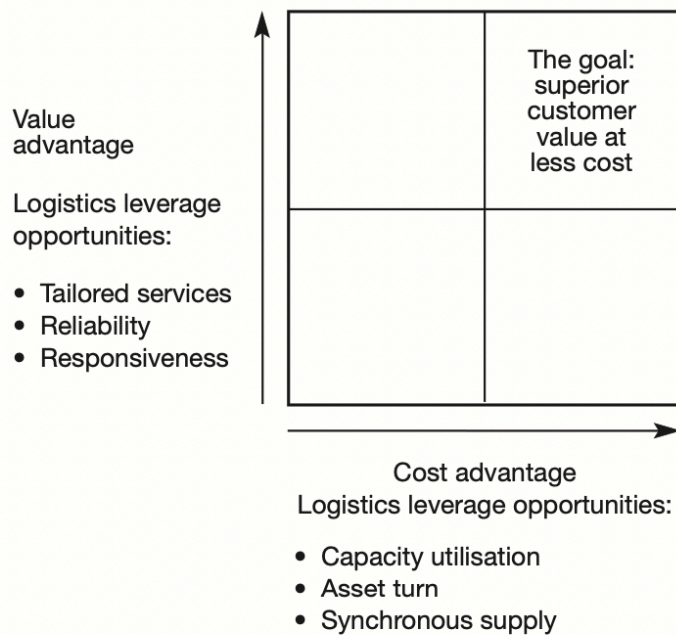 The goal:
superior
customer
value at
less cost
Value
advantage
Logistics leverage
opportunities:
• Tailored services
• Reliability
• Responsiveness
Cost advantage
Logistics leverage opportunities:
• Capacity utilisation
• Asset turn
• Synchronous supply